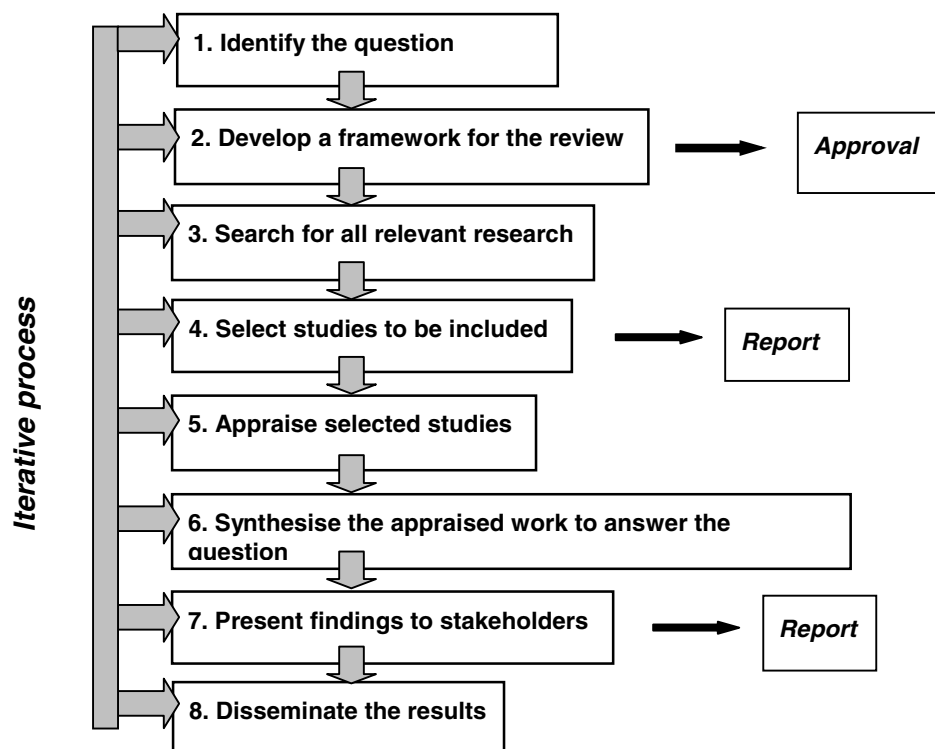 1. Identify the question
2. Develop a framework for the review
Approval
3. Search for all relevant research
4. Select studies to be included
Report
5. Appraise selected studies
6. Synthesise the appraised work to answer the
question
7. Present findings to stakeholders
Report
8. Disseminate the results
Iterative process